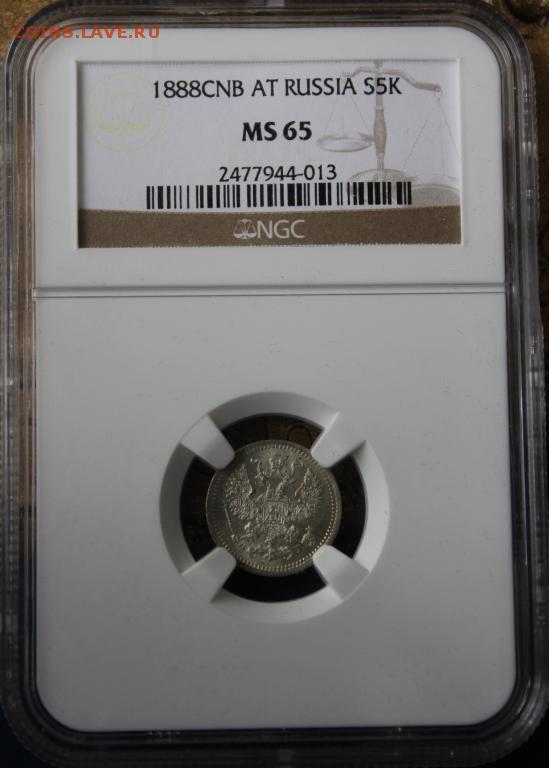 COINS.LAVE.RU
1888CNB AT RUSSIA S5K
MS 65
2477944-013
NGC